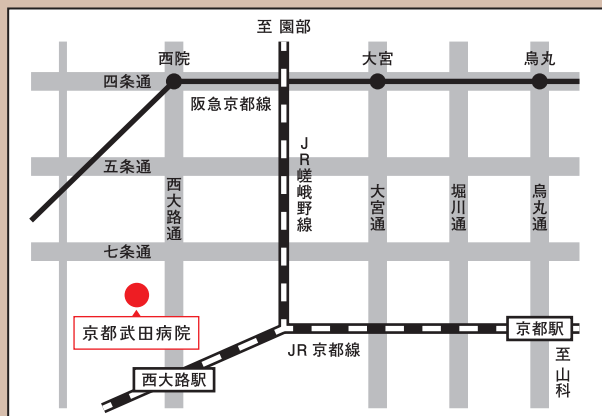 至 園部
西院
大宮
烏丸
四条通
阪急京都線
JR嵯峨野線
五条通
西大路通
大宮通
堀川通
烏丸通
七条通
京都武田病院
京都駅
JR 京都線
至 山科
西大路駅